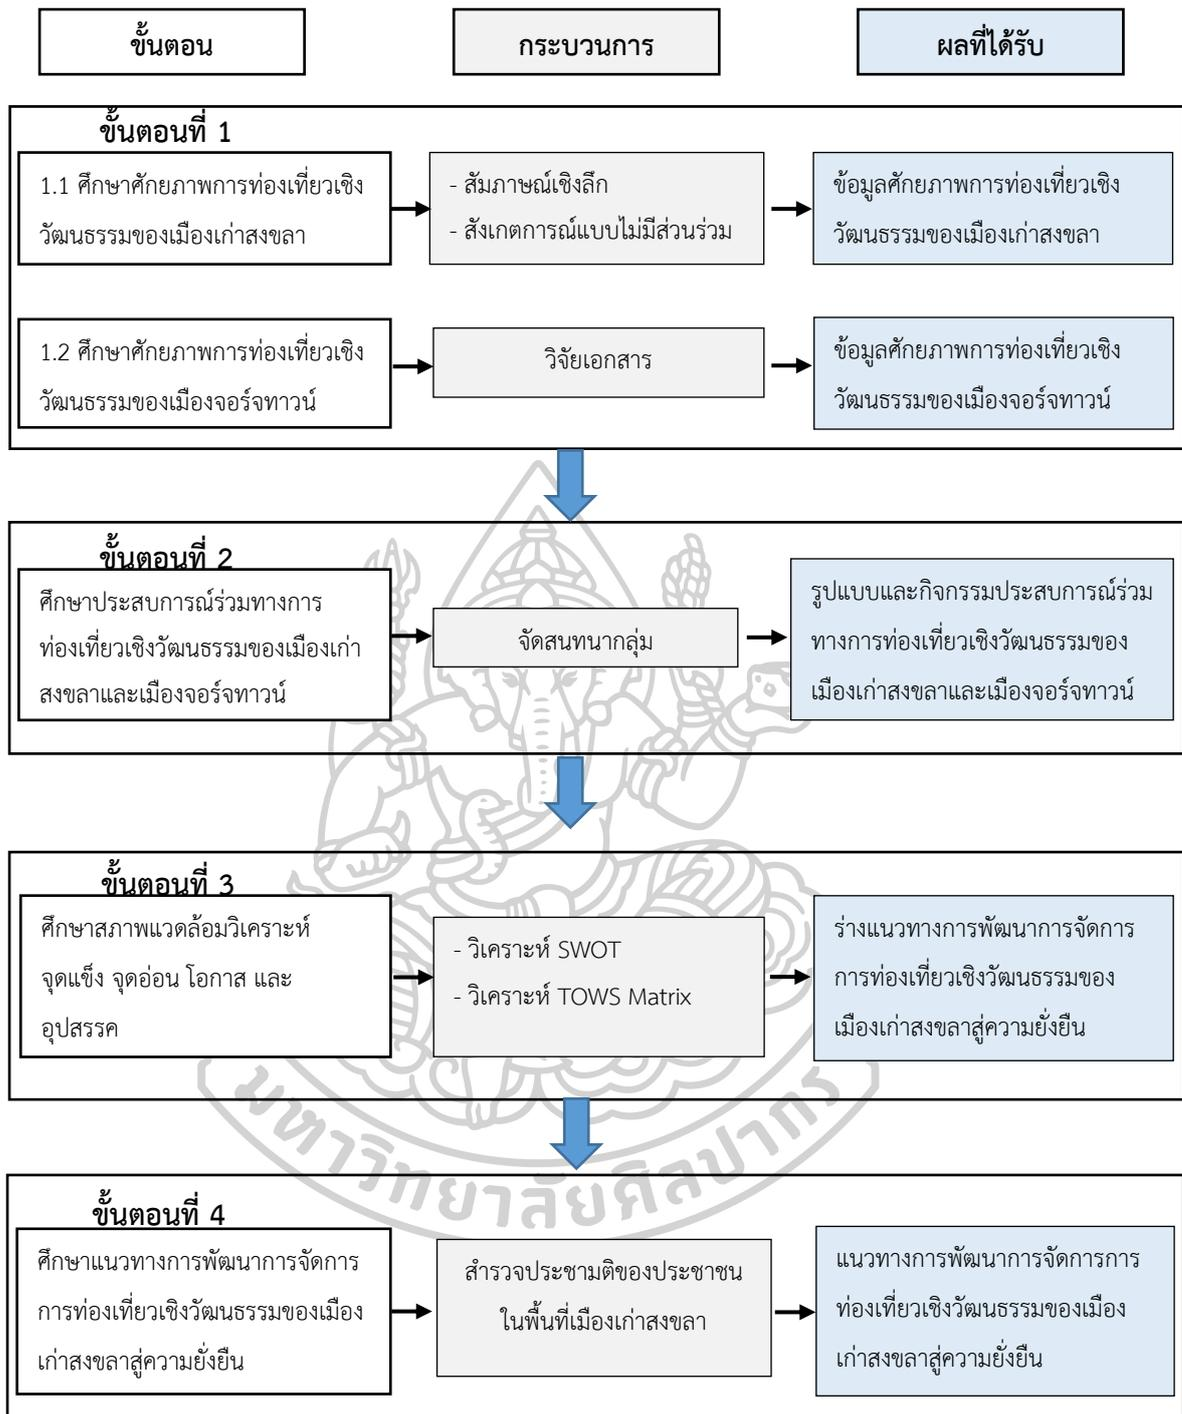 ขั้นตอน
กระบวนการ
ผลที่ได้รับ
ขั้นตอนที่ 1
1.1 ศึกษาศักยภาพการท่องเที่ยวเชิง
วัฒนธรรมของเมืองเก่าสงขลา
- สัมภาษณ์เชิงลึก
- สังเกตการณ์แบบไม่มีส่วนร่วม
ข้อมูลศักยภาพการท่องเที่ยวเชิง
วัฒนธรรมของเมืองเก่าสงขลา
1.2 ศึกษาศักยภาพการท่องเที่ยวเชิง
วัฒนธรรมของเมืองจอร์จทาวน์
วิจัยเอกสาร
ข้อมูลศักยภาพการท่องเที่ยวเชิง
วัฒนธรรมของเมืองจอร์จทาวน์
ขั้นตอนที่ 2
ศึกษาประสบการณ์ร่วมทางการ
ท่องเที่ยวเชิงวัฒนธรรมของเมืองเก่า
สงขลาและเมืองจอร์จทาวน์
จัดสนทนากลุ่ม
รูปแบบและกิจกรรมประสบการณ์ร่วม
ทางการท่องเที่ยวเชิงวัฒนธรรมของ
เมืองเก่าสงขลาและเมืองจอร์จทาวน์
ขั้นตอนที่ 3
ศึกษาสภาพแวดล้อมวิเคราะห์
จุดแข็ง จุดอ่อน โอกาส และ
อุปสรรค
- วิเคราะห์ SWOT
- วิเคราะห์ TOWS Matrix
ร่างแนวทางการพัฒนาการจัดการ
การท่องเที่ยวเชิงวัฒนธรรมของ
เมืองเก่าสงขลาสู่ความยั่งยืน
มหาวิทยาลัยศิลปากร
ขั้นตอนที่ 4
ศึกษาแนวทางการพัฒนาการจัดการ
การท่องเที่ยวเชิงวัฒนธรรมของเมือง
เก่าสงขลาสู่ความยั่งยืน
สำรวจประชามติของประชาชน
ในพื้นที่เมืองเก่าสงขลา
แนวทางการพัฒนาการจัดการการ
ท่องเที่ยวเชิงวัฒนธรรมของเมือง
เก่าสงขลาสู่ความยั่งยืน